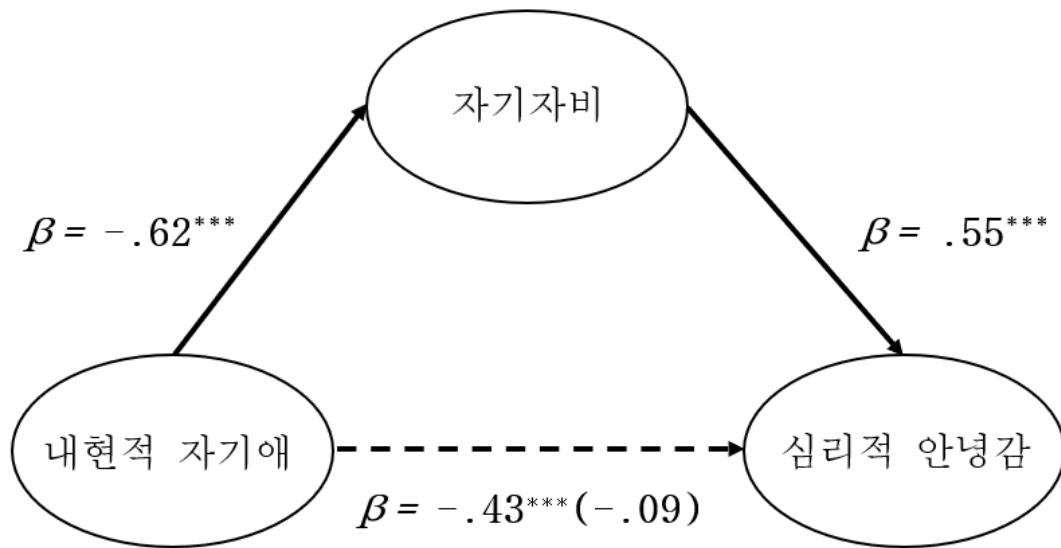 자기자비
β = -.62***
β = .55***
내현적 자기애
심리적 안녕감
β = -.43***(-.09)